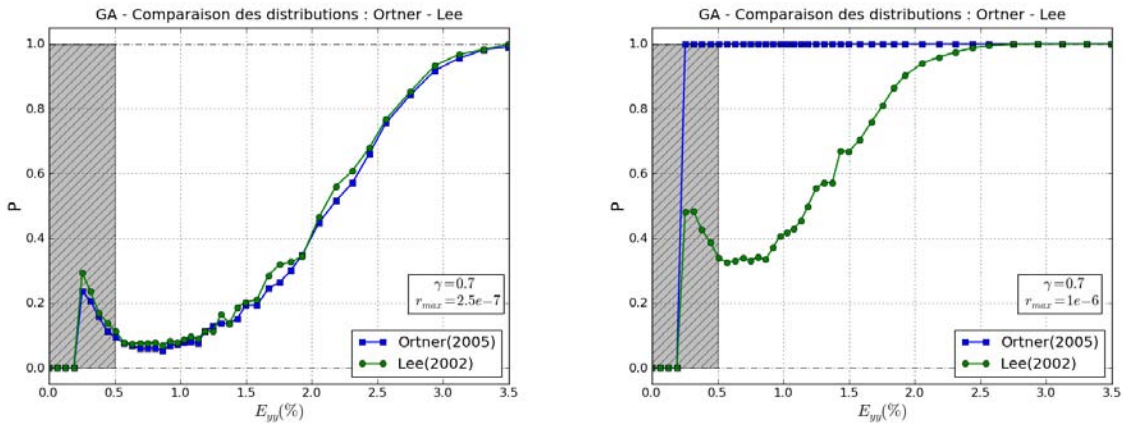 GA - Comparaison des distributions : Ortner - Lee
1.0
0.8
0.6
0.4
0.2
0.0
P
γ=0.7
r_max=2.5e−7
Ortner(2005)
Lee(2002)
0.0 0.5 1.0 1.5 2.0 2.5 3.0 3.5
E_yy(%)
GA - Comparaison des distributions : Ortner - Lee
1.0
0.8
0.6
0.4
0.2
0.0
P
γ=0.7
r_max=1e−6
Ortner(2005)
Lee(2002)
0.0 0.5 1.0 1.5 2.0 2.5 3.0 3.5
E_yy(%)